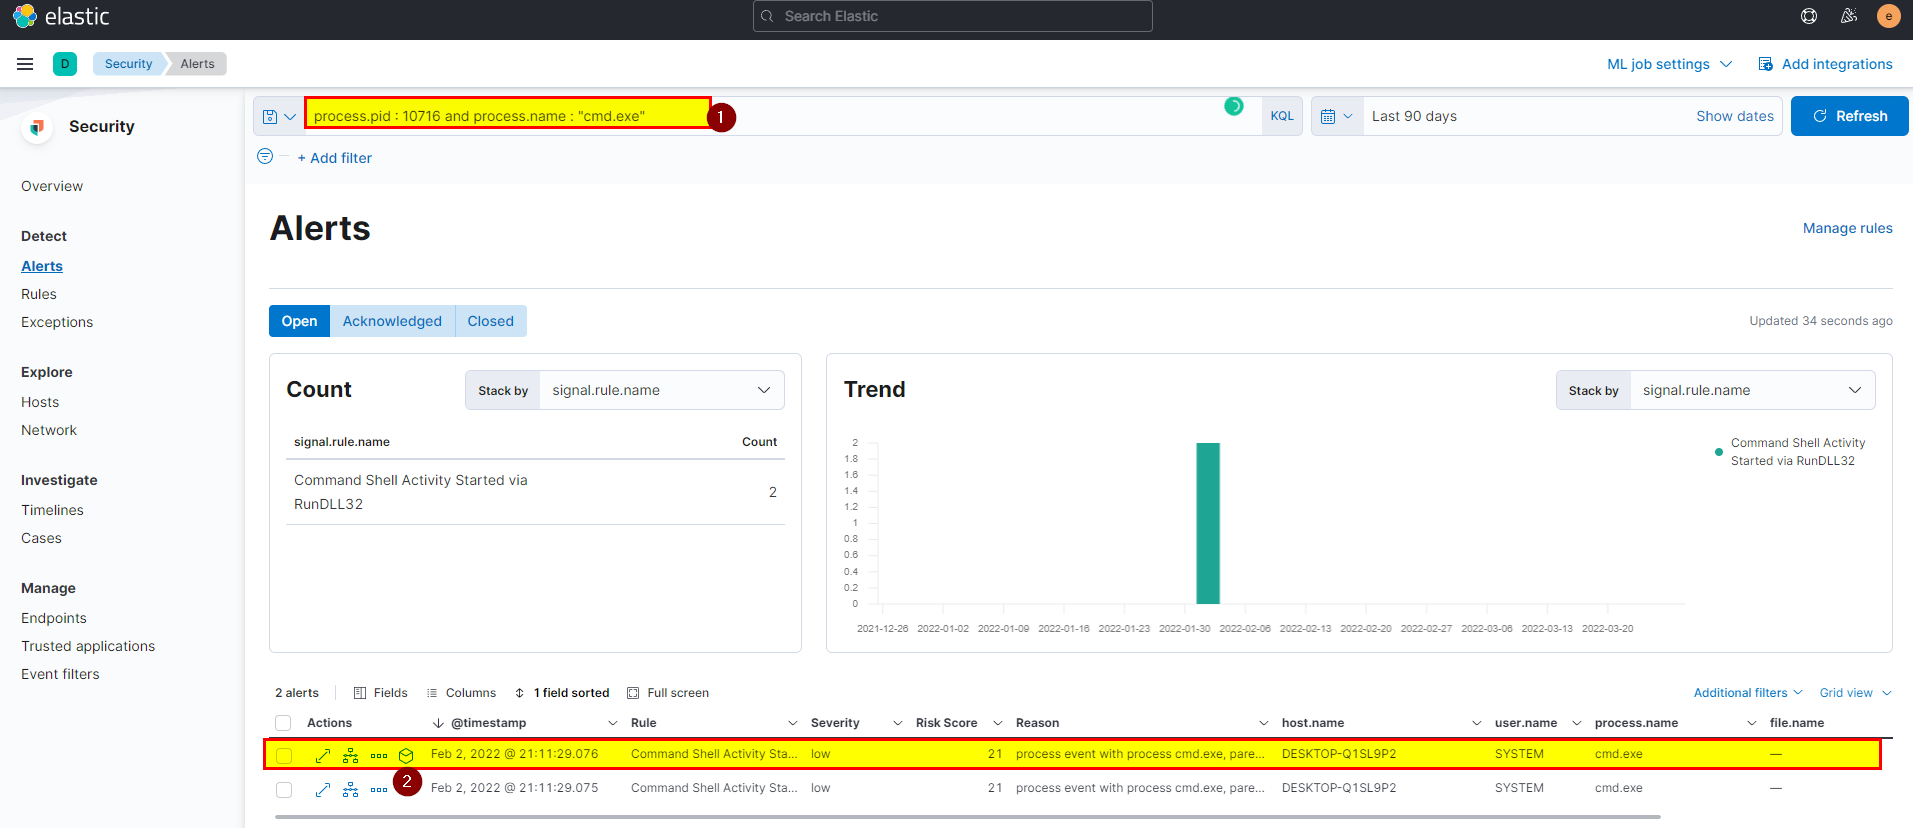 elastic
Search Elastic
e
D
Security
Alerts
ML job settings
Add integrations
Security
process.pid : 10716 and process.name : "cmd.exe"
1
KQL
Last 90 days
Show dates
Refresh
+ Add filter
Overview
Detect
Alerts
Rules
Exceptions
Explore
Hosts
Network
Investigate
Timelines
Cases
Manage
Endpoints
Trusted applications
Event filters
Alerts
Manage rules
Open
Acknowledged
Closed
Updated 34 seconds ago
Count
Stack by
signal.rule.name
signal.rule.name
Count
Command Shell Activity Started via
RunDLL32
2
Trend
Stack by
signal.rule.name
2
1.8
1.6
1.4
1.2
1
0.8
0.6
0.4
0.2
0
2021-12-26 2022-01-02 2022-01-09 2022-01-16 2022-01-23 2022-01-30 2022-02-06 2022-02-13 2022-02-20 2022-02-27 2022-03-06 2022-03-13 2022-03-20
Command Shell Activity
Started via RunDLL32
2 alerts
Fields
Columns
1 field sorted
Full screen
Additional filters
Grid view
Actions @timestamp Rule Severity Risk Score Reason host.name user.name process.name file.name
Feb 2, 2022 @ 21:11:29.076 Command Shell Activity Sta... low 21 process event with process cmd.exe, pare... DESKTOP-Q1SL9P2 SYSTEM cmd.exe —
2
Feb 2, 2022 @ 21:11:29.075 Command Shell Activity Sta... low 21 process event with process cmd.exe, pare... DESKTOP-Q1SL9P2 SYSTEM cmd.exe —